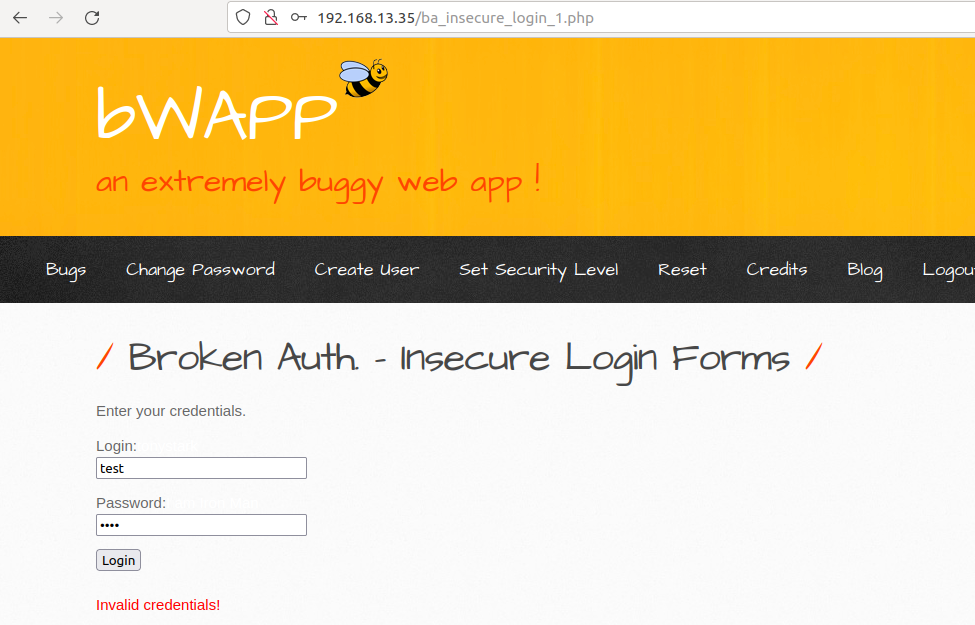 192.168.13.35/ba_insecure_login_1.php
bWAPP
an extremely buggy web app !
Bugs Change Password Create User Set Security Level Reset Credits Blog Logou
/ Broken Auth. - Insecure Login Forms /
Enter your credentials.
Login:
test
Password:
••••
Login
Invalid credentials!